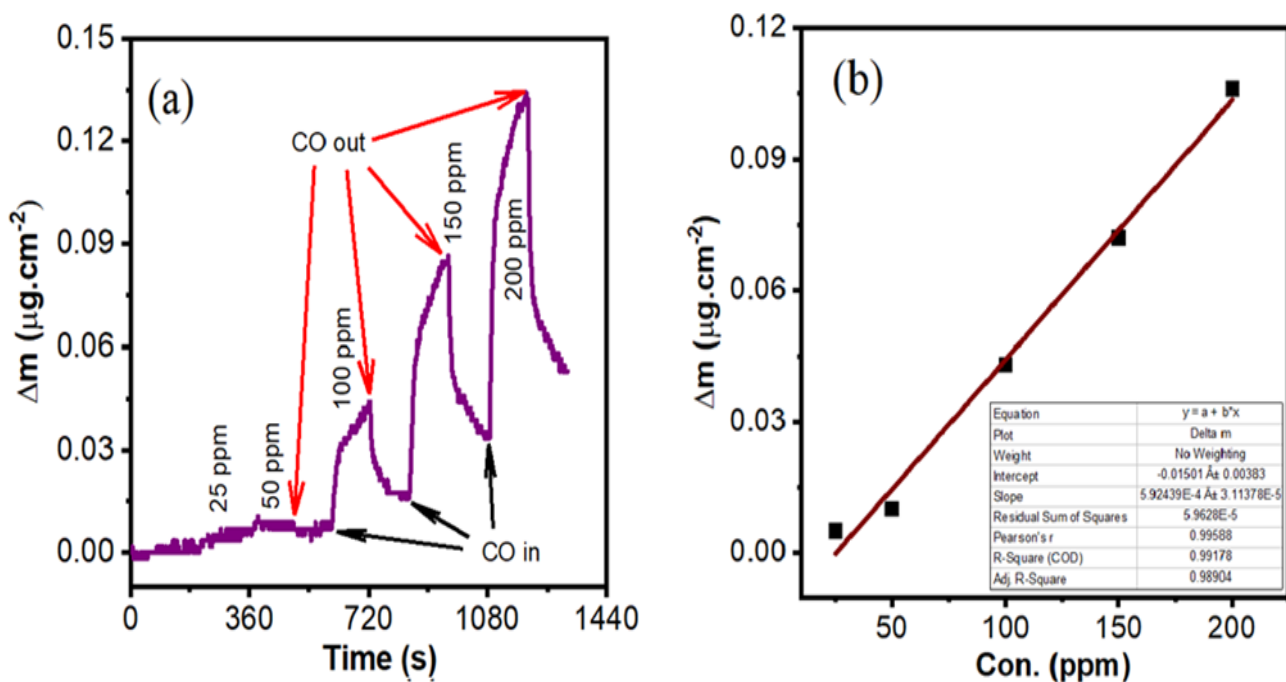 (a)
0.15
0.12
0.09
0.06
0.03
0.00
Δm (μg.cm⁻²)
CO out
25 ppm
50 ppm
100 ppm
150 ppm
200 ppm
CO in
0
360
720
1080
1440
Time (s)
(b)
0.12
0.09
0.06
0.03
0.00
Δm (μg.cm⁻²)
Equation y = a + b*x
Plot Delta m
Weight No Weighting
Intercept -0.01501 Â± 0.00383
Slope 5.92439E-4 Â± 3.11378E-5
Residual Sum of Squares 5.9628E-5
Pearson's r 0.99588
R-Square (COD) 0.99178
Adj. R-Square 0.98904
50
100
150
200
Con. (ppm)